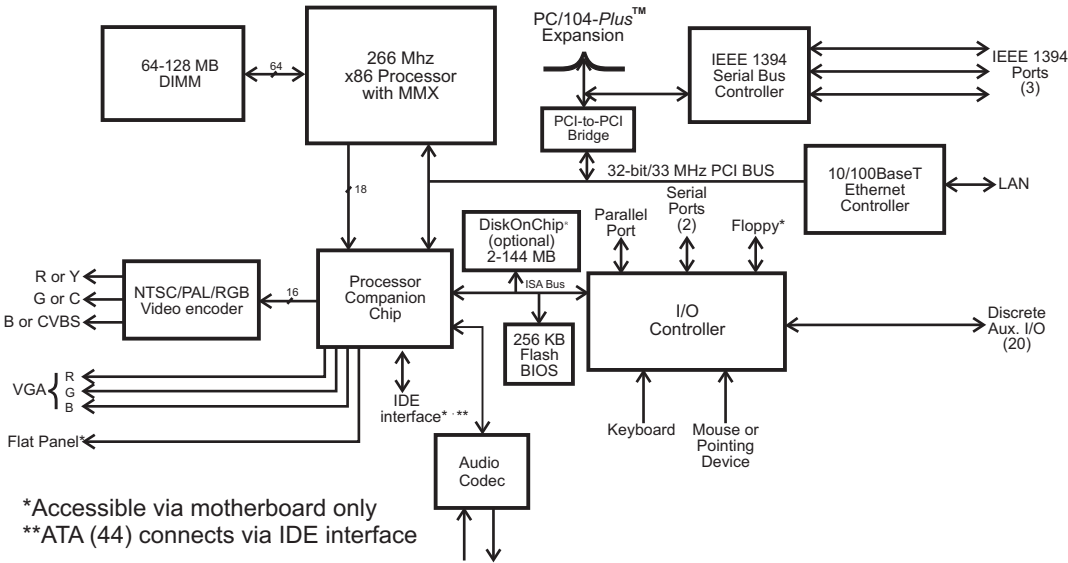 64-128 MB
DIMM
64
266 Mhz
x86 Processor
with MMX
PC/104-Plus™
Expansion
IEEE 1394
Serial Bus
Controller
IEEE 1394
Ports
(3)
PCI-to-PCI
Bridge
32-bit/33 MHz PCI BUS
10/100BaseT
Ethernet
Controller
LAN
18
DiskOnChip*
(optional)
2-144 MB
Parallel
Port
Serial
Ports
(2)
Floppy*
R or Y
G or C
B or CVBS
NTSC/PAL/RGB
Video encoder
16
Processor
Companion
Chip
ISA Bus
256 KB
Flash
BIOS
I/O
Controller
Discrete
Aux. I/O
(20)
VGA
R
G
B
IDE
interface* , **
Keyboard
Mouse or
Pointing
Device
Flat Panel*
Audio
Codec
*Accessible via motherboard only
**ATA (44) connects via IDE interface